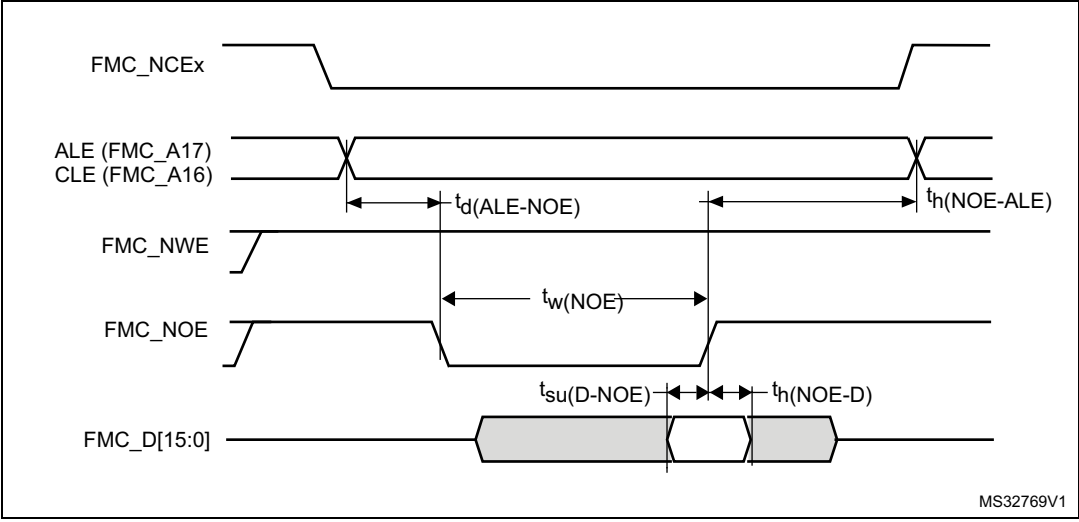 FMC_NCEx
ALE (FMC_A17)
CLE (FMC_A16)
td(ALE-NOE)
th(NOE-ALE)
FMC_NWE
tw(NOE)
FMC_NOE
tsu(D-NOE)
th(NOE-D)
FMC_D[15:0]
MS32769V1